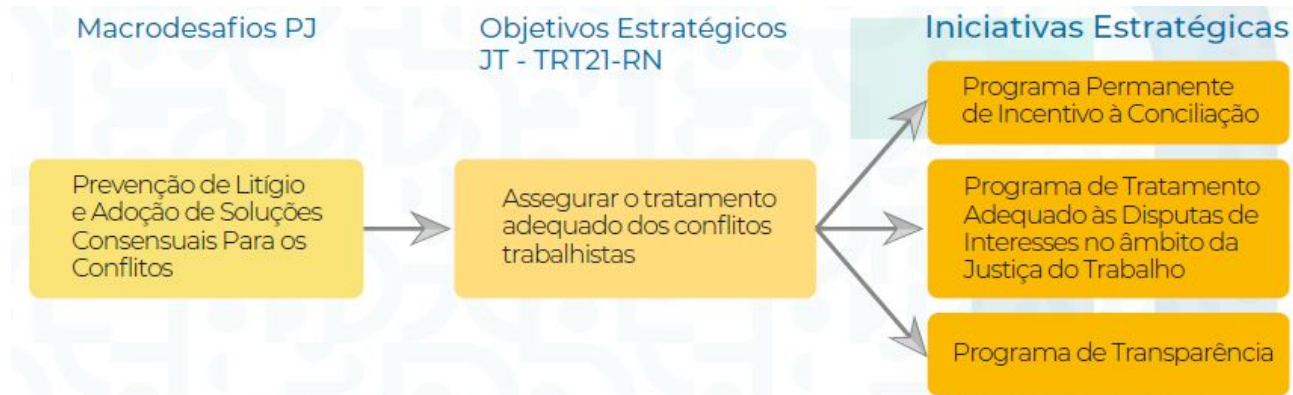 Macrodesafios PJ
Objetivos Estratégicos
JT - TRT21-RN
Iniciativas Estratégicas
Prevenção de Litígio
e Adoção de Soluções
Consensuais Para os
Conflitos
Assegurar o tratamento
adequado dos conflitos
trabalhistas
Programa Permanente
de Incentivo à Conciliação
Programa de Tratamento
Adequado às Disputas de
Interesses no âmbito da
Justiça do Trabalho
Programa de Transparência